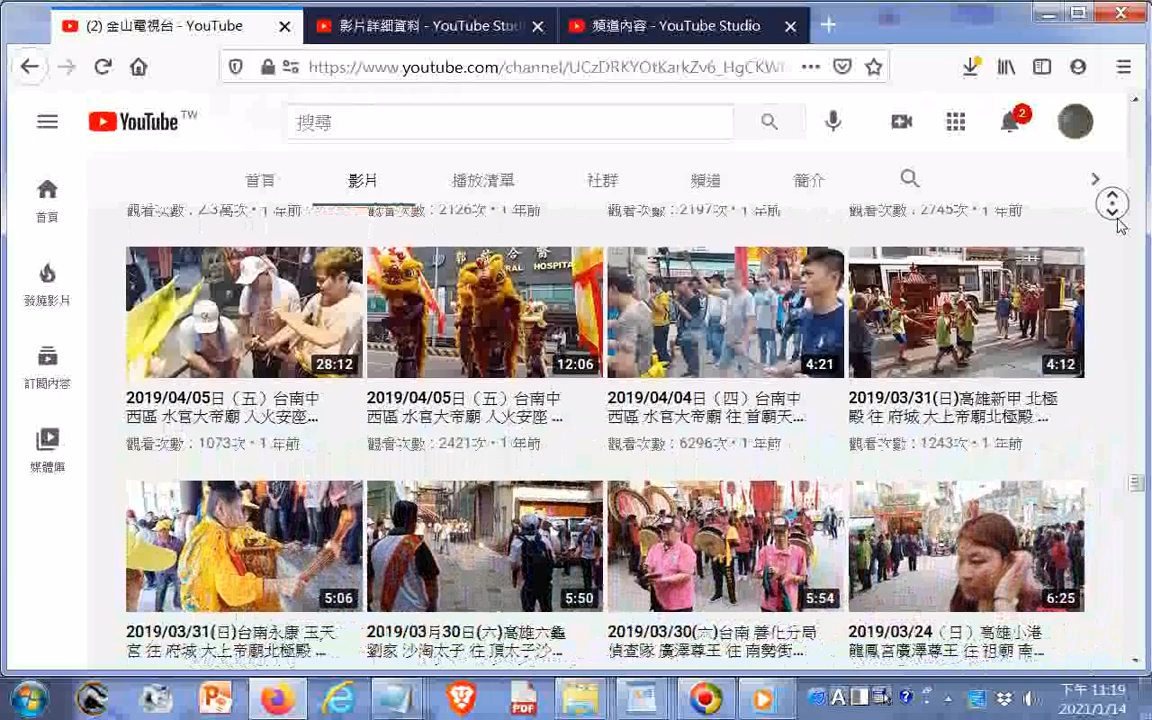 (2) 金山電視台 - YouTube
影片詳細資料 - YouTube Stu
頻道內容 - YouTube Studio
https://www.youtube.com/channel/UCzDRKYOtKarkZv6_HgCKW
YouTube TW
搜尋
2
首頁
影片
播放清單
社群
頻道
簡介
首頁
發燒影片
訂閱內容
媒體庫
觀看次數：2.3萬次・1 年前
觀看次數：2126次・1 年前
觀看次數：2197次・1 年前
觀看次數：2745次・1 年前
GENERAL HOSPITAL
28:12
12:06
4:21
4:12
2019/04/05日（五）台南中
西區 水宮大帝廟 入火安座...
觀看次數：1073次・1 年前
2019/04/05日（五）台南中
西區 水宮大帝廟 入火安座 ...
觀看次數：2421次・1 年前
2019/04/04日（四）台南中
西區 水宮大帝廟 往 首廟天...
觀看次數：6296次・1 年前
2019/03/31(日)高雄新甲 北極
殿 往 府城 大上帝廟北極殿 ...
觀看次數：1243次・1 年前
5:06
5:50
5:54
6:25
2019/03/31(日)台南永康 玉天
宮 往 府城 大上帝廟北極殿 ...
2019/03月30日(六)高雄六龜
劉家 沙淘太子 往 頂太子沙...
2019/03/30(六)台南 善化分局
偵查隊 廣澤尊王 往 南勢街...
2019/03/24（日）高雄小港
龍鳳宮廣澤尊王 往 祖廟 南...
PDF
A
下午 11:19
2021/1/14